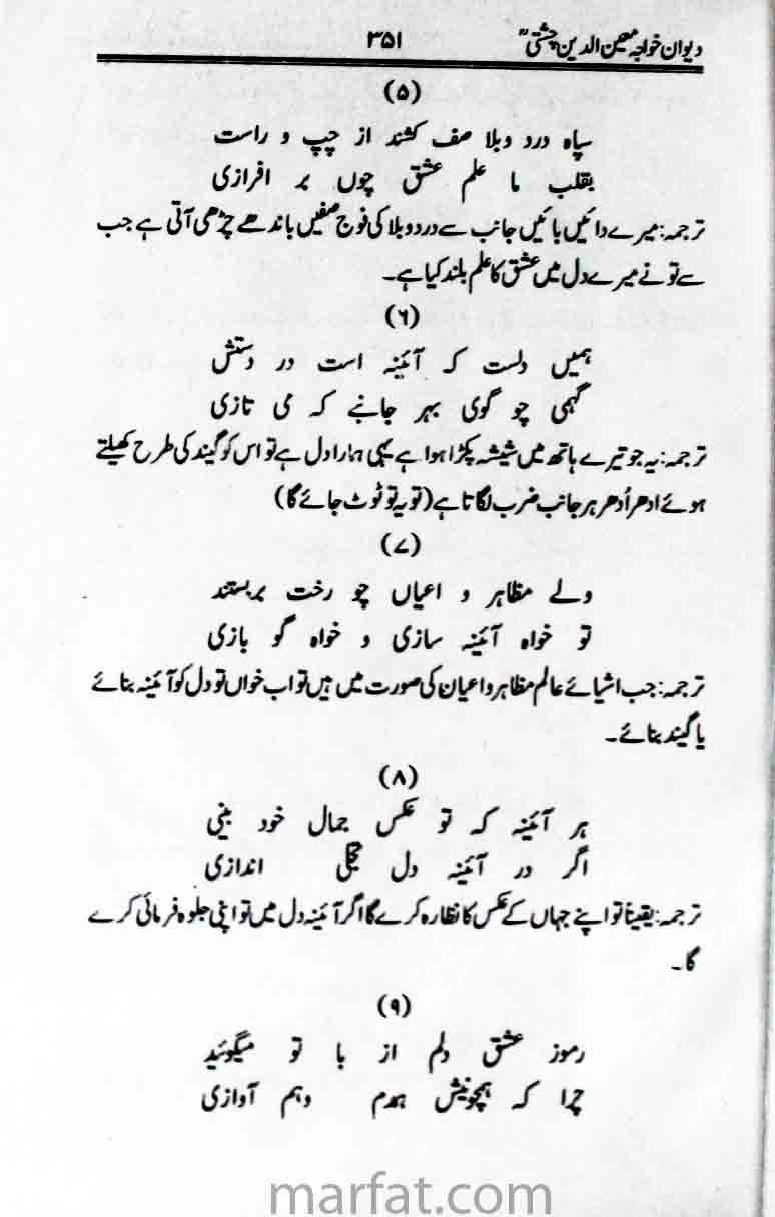 دیوان خواجہ معین الدین چشتیؒ ۳۵۱
(۵)
سپاہ درد وبلا صف کشند از چپ و راست
بقلب ما علم عشق چوں بر افرازی
ترجمہ: میرے دائیں بائیں جانب سے درد وبلا کی فوج صفیں باندھے چڑھی آتی ہے جب
سے تو نے میرے دل میں عشق کا علم بلند کیا ہے۔
(۶)
ہمیں دلست کہ آئینہ است در دستش
گہی چو گوی بہر جانبے کہ می تازی
ترجمہ: یہ جو تیرے ہاتھ میں شیشہ پکڑا ہوا ہے یہی ہمارا دل ہے تو اس کو گیند کی طرح کھیلتے
ہوئے ادھر اُدھر ہر جانب ضرب لگاتا ہے (تو یہ تو ٹوٹ جائے گا)
(۷)
ولے مظاہر و اعیاں چو رخت بربستند
تو خواہ آئینہ سازی و خواہ گو بازی
ترجمہ: جب اشیائے عالم مظاہر واعیان کی صورت میں ہیں تو اب خواں تو دل کو آئینہ بنائے
یا گیند بنائے۔
(۸)
ہر آئینہ کہ تو عکس جمال خود بینی
اگر در آئینہ دل تجلی اندازی
ترجمہ: یقیناً تو اپنے جہاں کے عکس کا نظارہ کرے گا اگر آئینہ دل میں تو اپنی جلوہ فرمائی کرے
گا۔
(۹)
رموز عشق دلم از با تو میگوئید
چرا کہ ہمچونیش ہمدم وہم آوازی
marfat.com